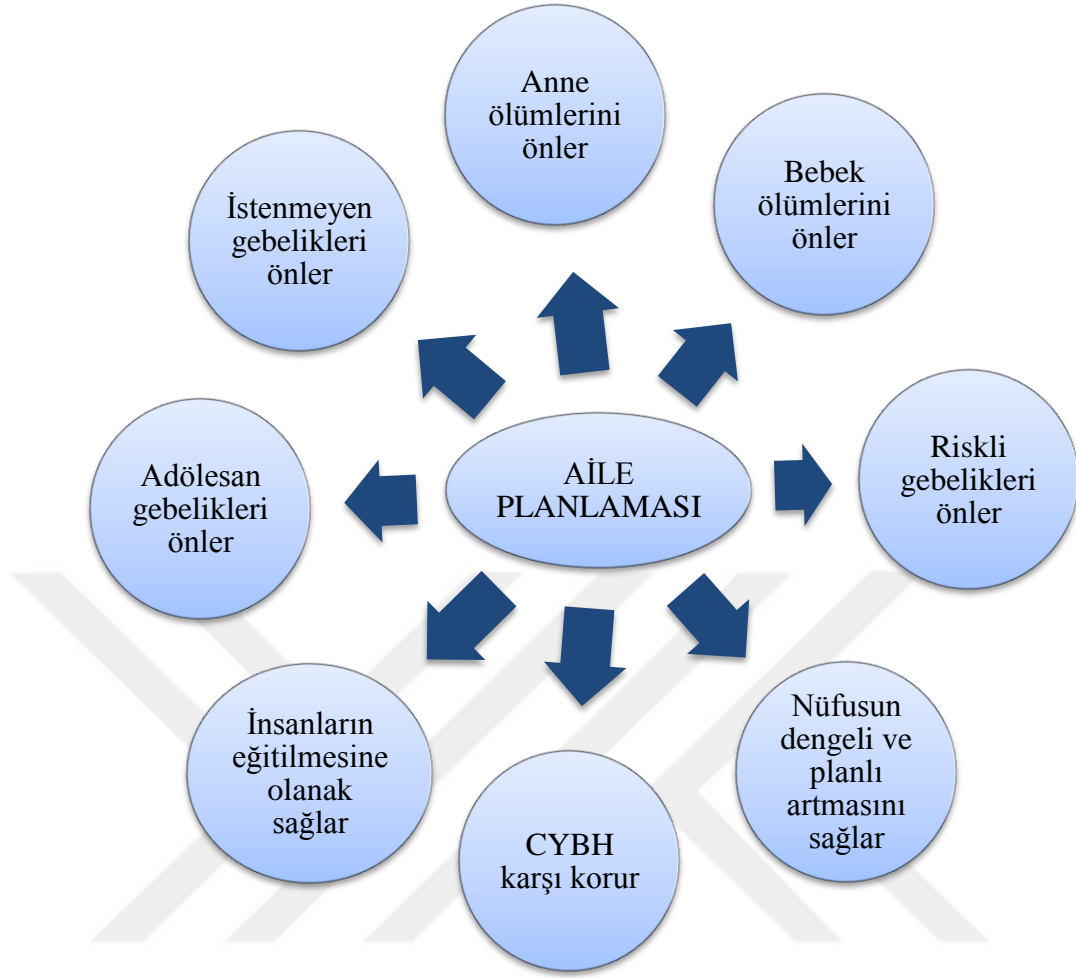 Anne
ölümlerini
önler
Bebek
ölümlerini
önler
Riskli
gebelikleri
önler
Nüfusun
dengeli ve
planlı
artmasını
sağlar
CYBH
karşı korur
İnsanların
eğitilmesine
olanak
sağlar
Adölesan
gebelikleri
önler
İstenmeyen
gebelikleri
önler
AİLE
PLANLAMASI